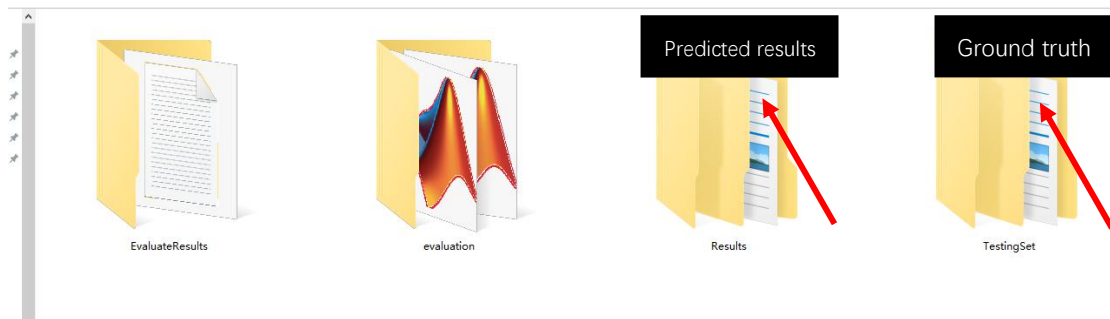 Predicted results
Ground truth
EvaluateResults
evaluation
Results
TestingSet